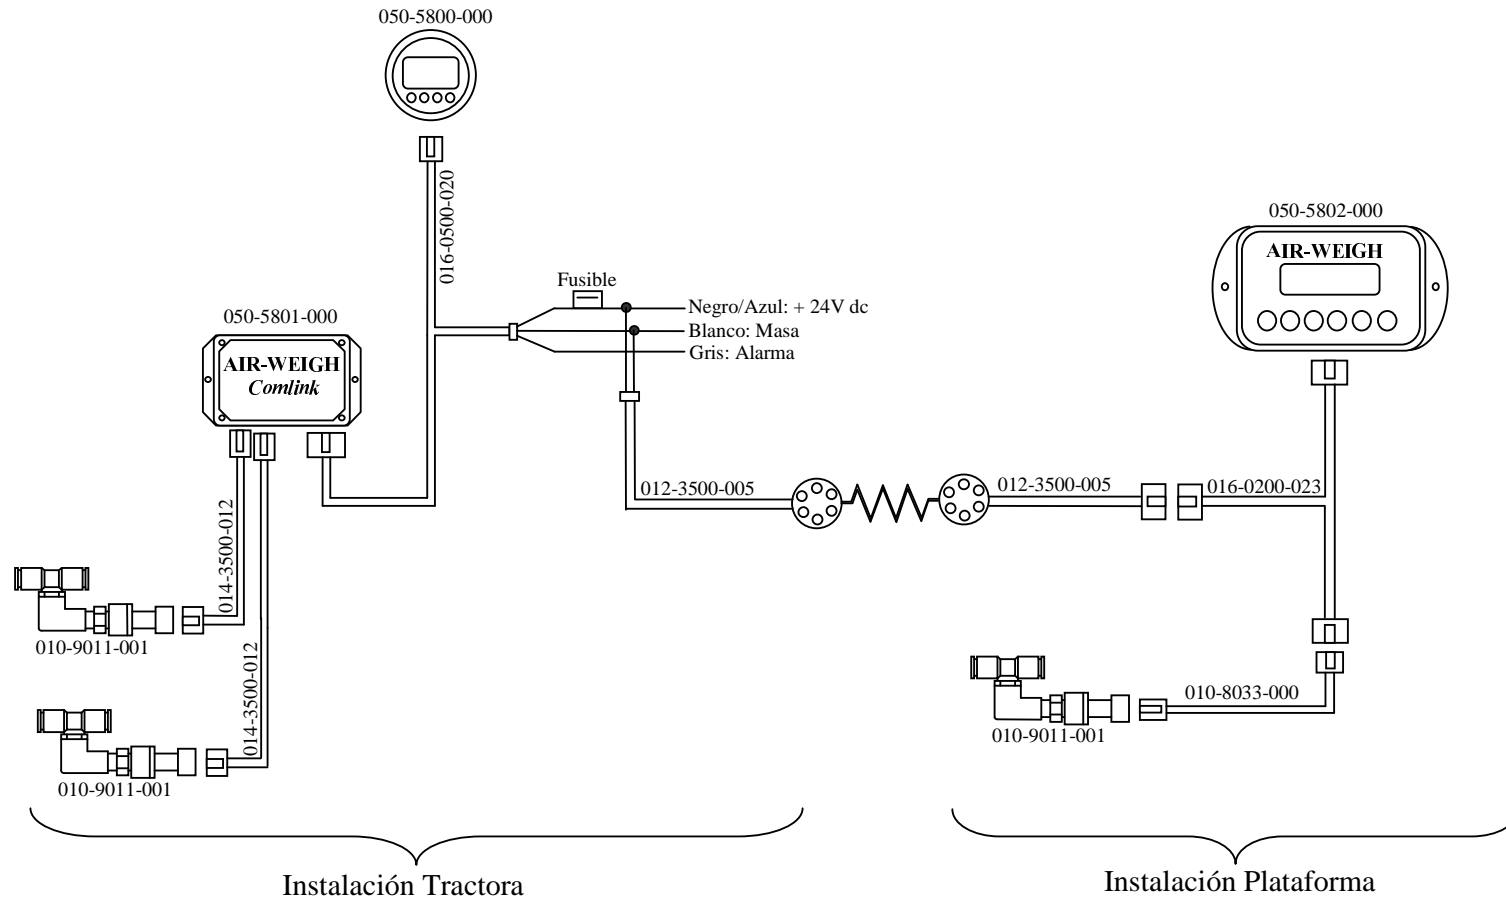 050-5800-000
016-0500-020
050-5802-000
AIR-WEIGH
Fusible
Negro/Azul: + 24V dc
Blanco: Masa
Gris: Alarma
050-5801-000
AIR-WEIGH
Comlink
012-3500-005
012-3500-005
016-0200-023
014-3500-012
010-9011-001
014-3500-012
010-9011-001
010-8033-000
010-9011-001
Instalación Tractora
Instalación Plataforma